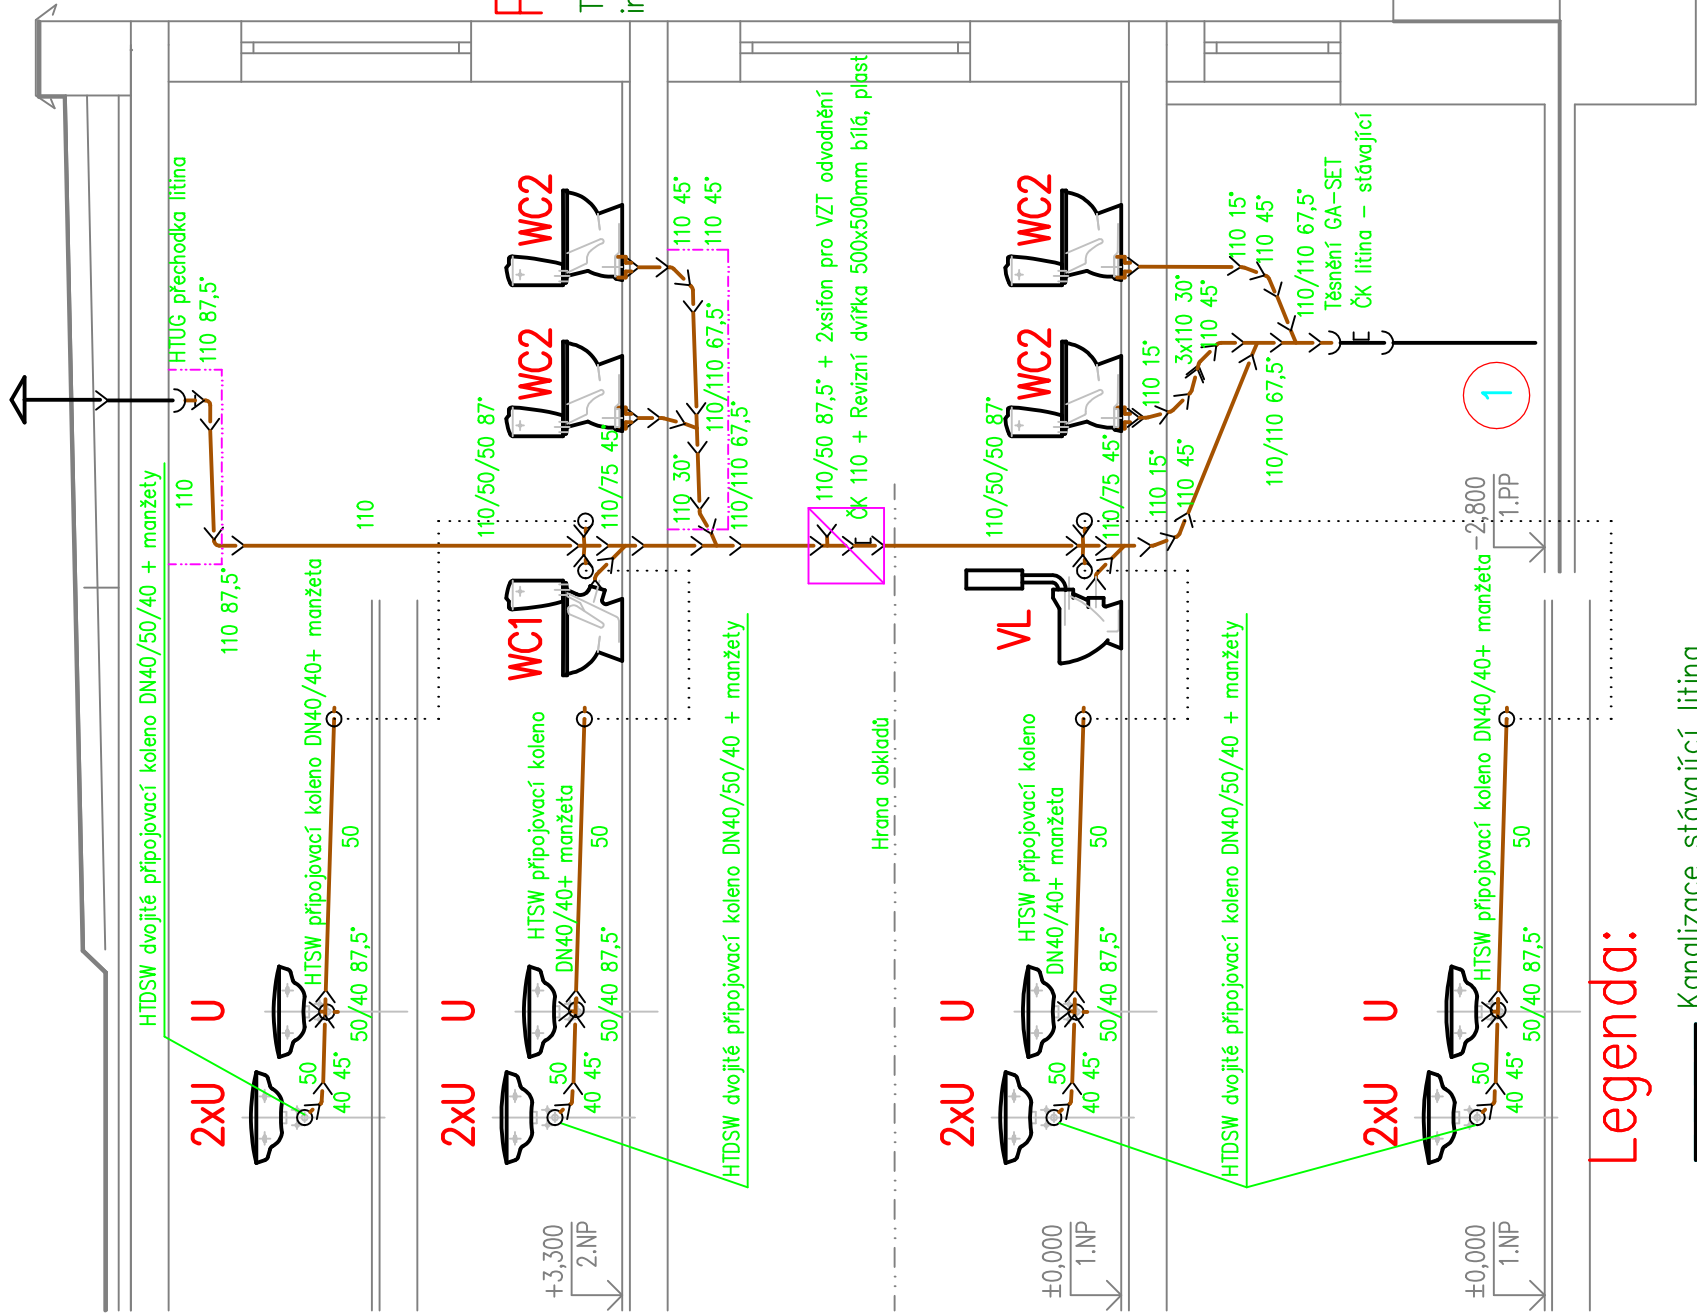 HTUG přechodka litina
110 87,5°
110
110 87,5°
110
HTDSW dvojité připojovací koleno DN40/50/40 + manžety
HTSW připojovací koleno DN40/40+ manžeta
50
U
50/40 87,5°
2xU
50
40 45°
WC2
WC2
110 45°
110 45°
110/110 67,5°
110/110 67,5°
110 30°
110/50/50 87°
110/75 45°
WC1
HTSW připojovací koleno
DN40/40+ manžeta
50
U
50/40 87,5°
2xU
50
40 45°
HTDSW dvojité připojovací koleno DN40/50/40 + manžety
+3,300
2.NP
110/50 87,5° + 2xsifon pro VZT odvodnění
ČK 110 + Revizní dvířka 500x500mm bílá, plast
Hrana obkladů
WC2
WC2
110 15°
110 45°
110/110 67,5°
Těsnění GA-SET
ČK litina - stávající
3x110 30°
110 45°
110 15°
110/50/50 87°
110/75 45°
110 15°
110 45°
110/110 67,5°
1
VL
HTSW připojovací koleno
DN40/40+ manžeta
50
U
50/40 87,5°
2xU
50
40 45°
HTDSW dvojité připojovací koleno DN40/50/40 + manžety
±0,000
1.NP
-2,800
1.PP
HTSW připojovací koleno DN40/40+ manžeta
50
U
50/40 87,5°
2xU
50
40 45°
±0,000
1.NP
Legenda:
Kanalizace stávající litina